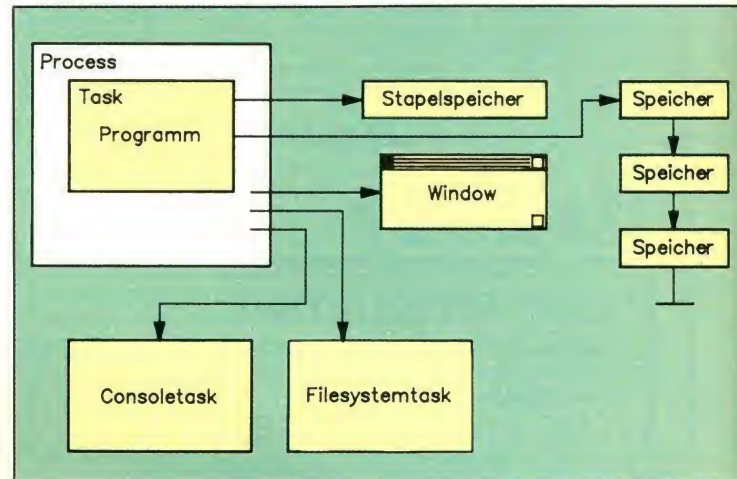 Process
Task
Programm
Stapelspeicher
Speicher
Speicher
Window
Speicher
Consoletask
Filesystemtask